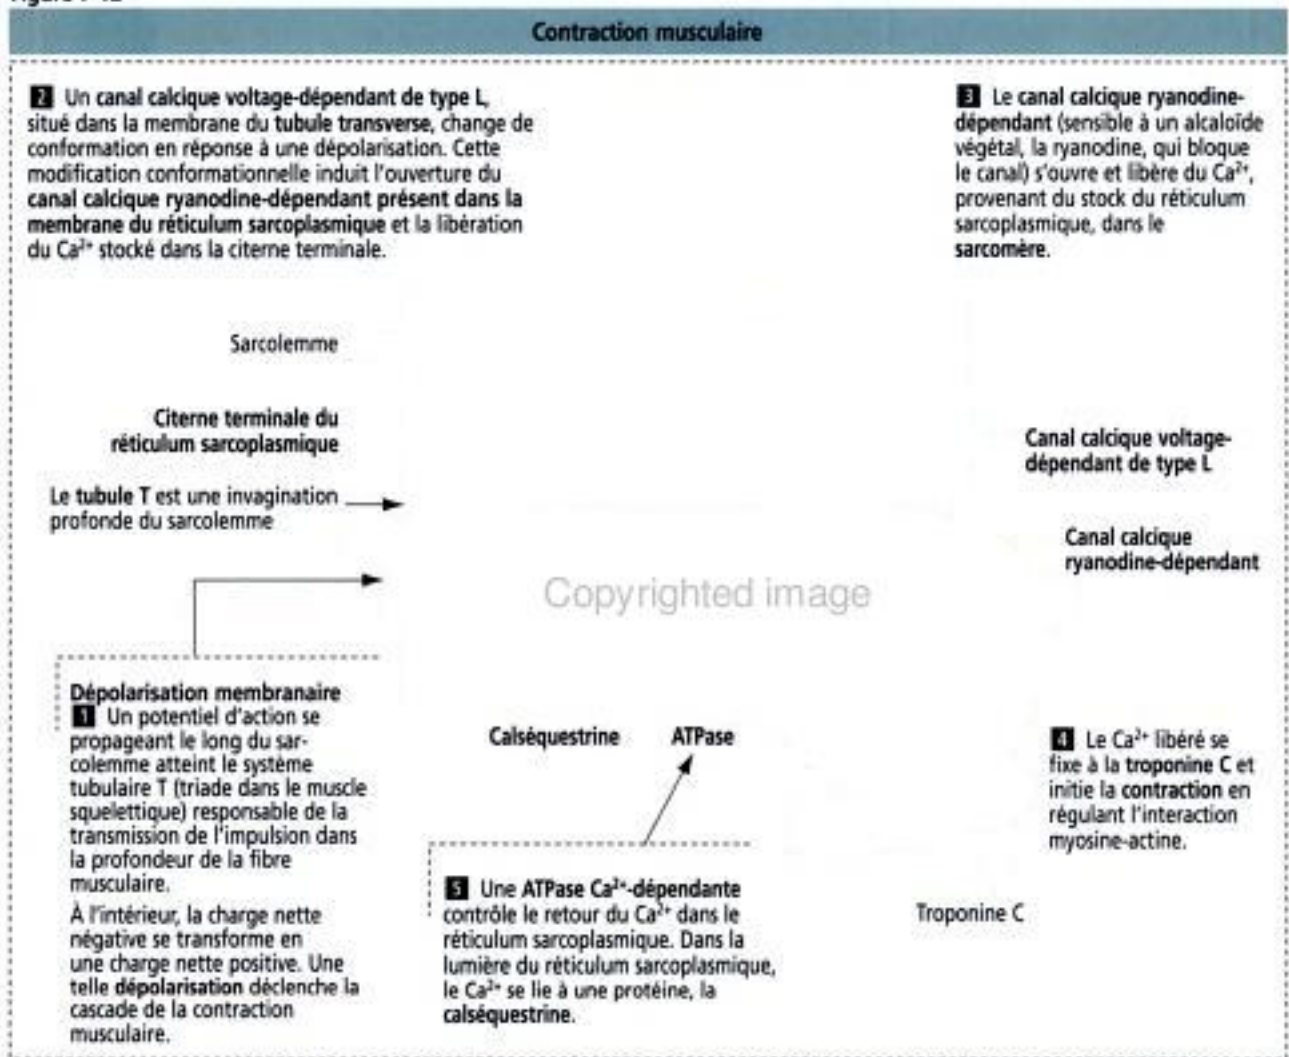 Contraction musculaire
2 Un canal calcique voltage-dépendant de type L,
situé dans la membrane du tubule transverse, change de
conformation en réponse à une dépolarisation. Cette
modification conformationnelle induit l'ouverture du
canal calcique ryanodine-dépendant présent dans la
membrane du réticulum sarcoplasmique et la libération
du Ca²⁺ stocké dans la citerne terminale.
3 Le canal calcique ryanodine-
dépendant (sensible à un alcaloïde
végétal, la ryanodine, qui bloque
le canal) s'ouvre et libère du Ca²⁺,
provenant du stock du réticulum
sarcoplasmique, dans le
sarcomère.
Sarcolemme
Citerne terminale du
réticulum sarcoplasmique
Le tubule T est une invagination
profonde du sarcolemme
Canal calcique voltage-
dépendant de type L
Canal calcique
ryanodine-dépendant
Copyrighted image
Dépolarisation membranaire
1 Un potentiel d'action se
propageant le long du sar-
colemme atteint le système
tubulaire T (triade dans le muscle
squelettique) responsable de la
transmission de l'impulsion dans
la profondeur de la fibre
musculaire.
À l'intérieur, la charge nette
négative se transforme en
une charge nette positive. Une
telle dépolarisation déclenche la
cascade de la contraction
musculaire.
Calséquestrine
ATPase
5 Une ATPase Ca²⁺-dépendante
contrôle le retour du Ca²⁺ dans le
réticulum sarcoplasmique. Dans la
lumière du réticulum sarcoplasmique,
le Ca²⁺ se lie à une protéine, la
calséquestrine.
4 Le Ca²⁺ libéré se
fixe à la troponine C et
initie la contraction en
régulant l'interaction
myosine-actine.
Troponine C